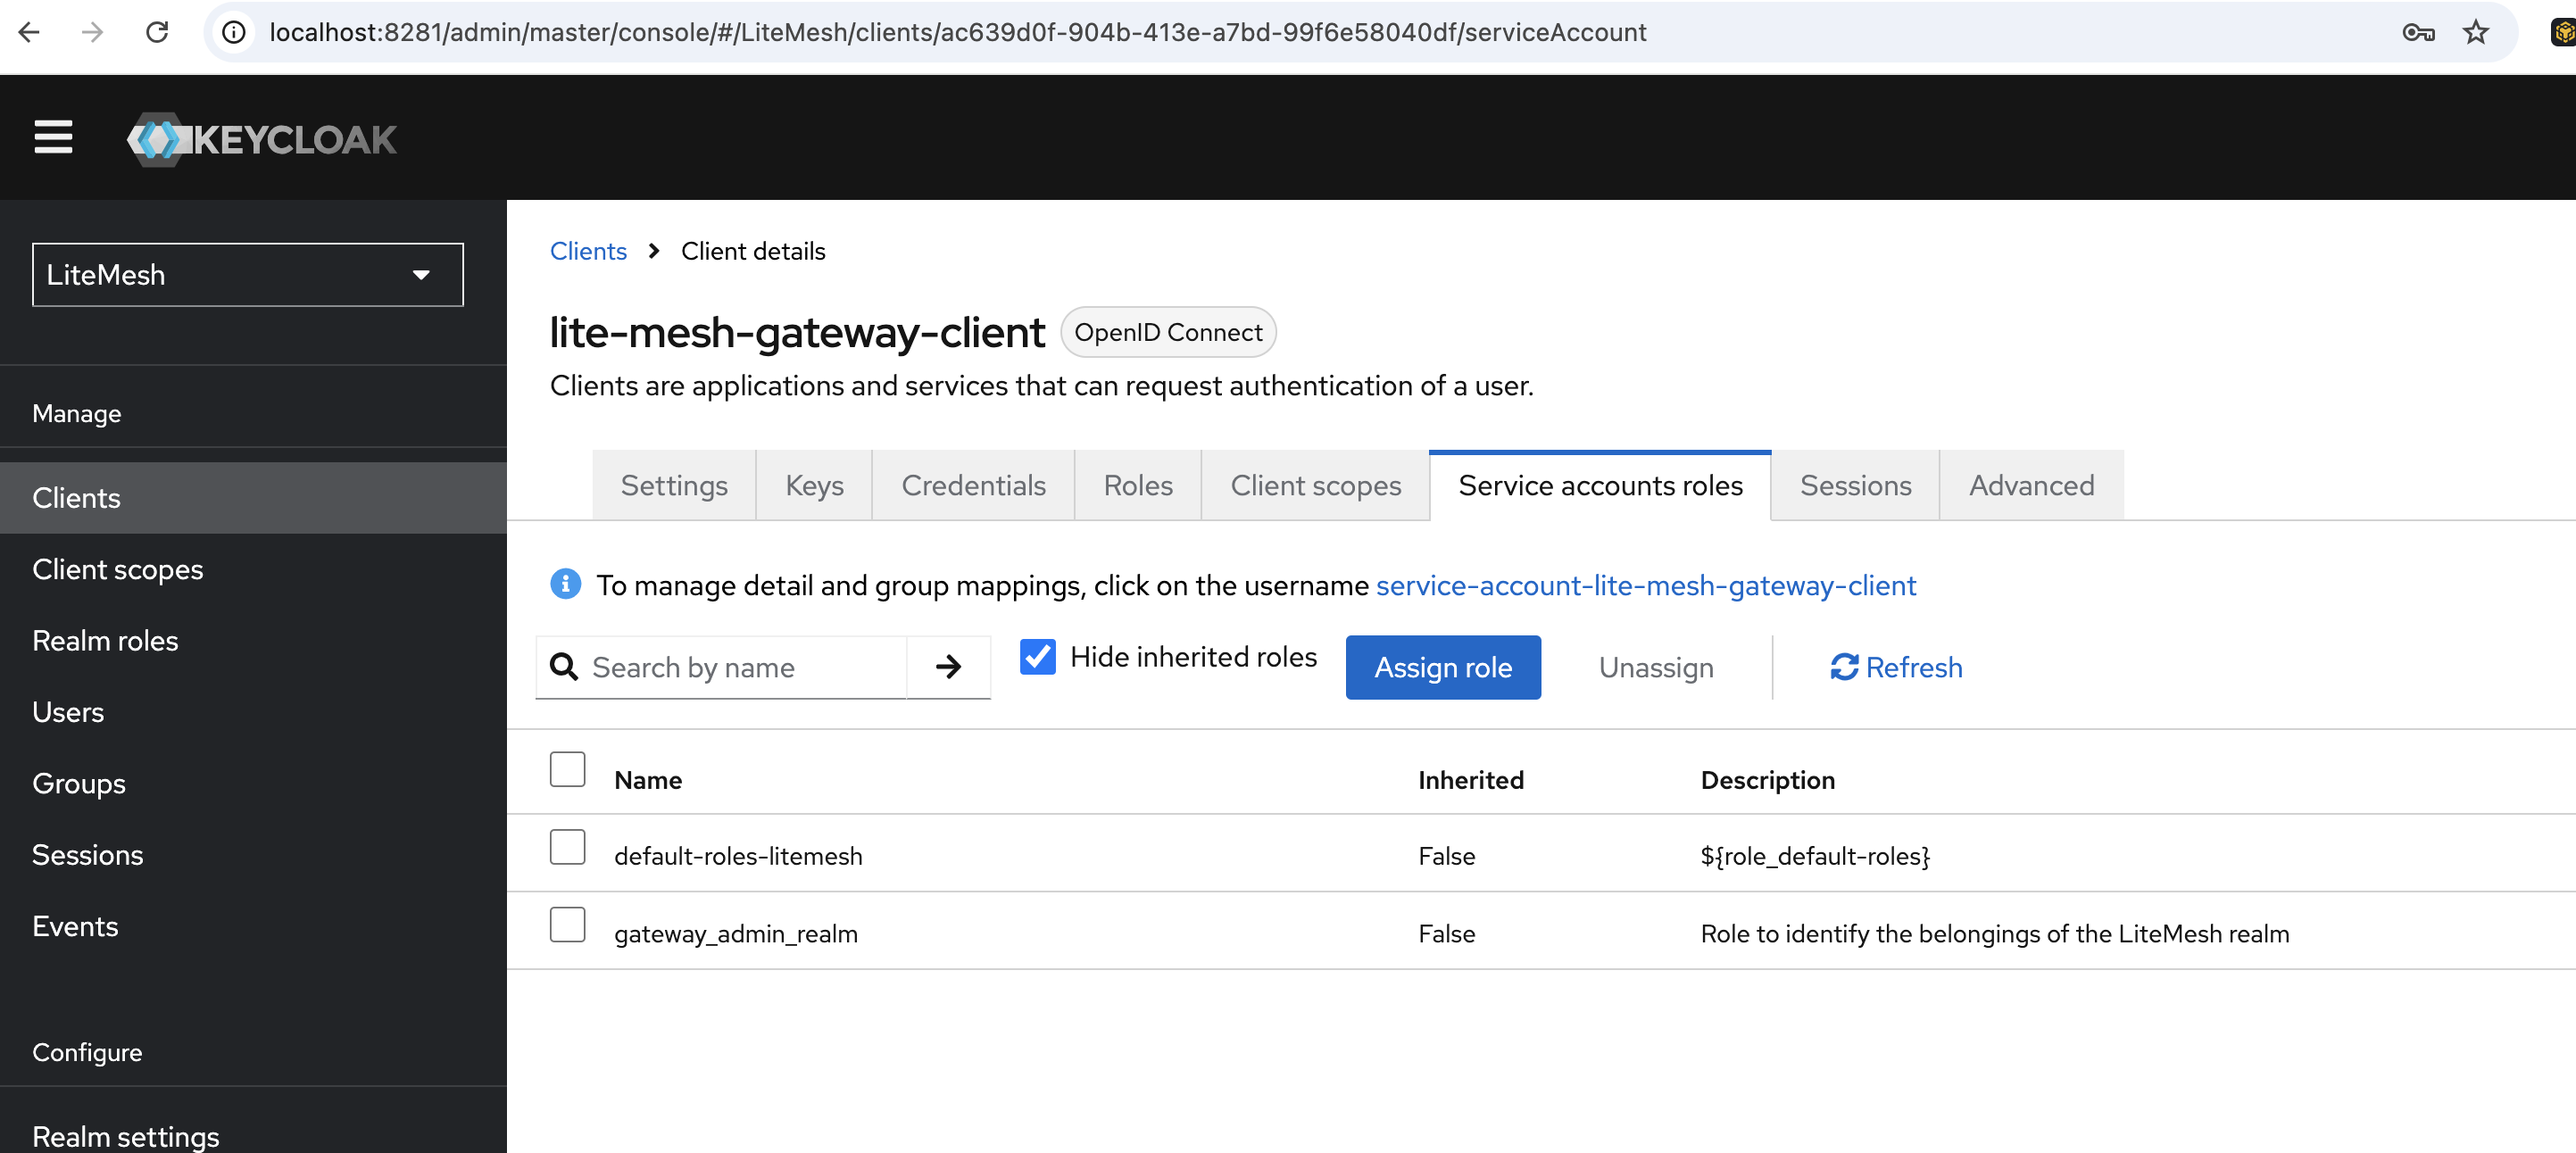 localhost:8281/admin/master/console/#/LiteMesh/clients/ac639d0f-904b-413e-a7bd-99f6e58040df/serviceAccount
KEYCLOAK
LiteMesh
Manage
Clients
Client scopes
Realm roles
Users
Groups
Sessions
Events
Configure
Realm settings
Clients > Client details
lite-mesh-gateway-client OpenID Connect
Clients are applications and services that can request authentication of a user.
Settings Keys Credentials Roles Client scopes Service accounts roles Sessions Advanced
To manage detail and group mappings, click on the username service-account-lite-mesh-gateway-client
Search by name Hide inherited roles Assign role Unassign Refresh
Name Inherited Description
default-roles-litemesh False ${role_default-roles}
gateway_admin_realm False Role to identify the belongings of the LiteMesh realm